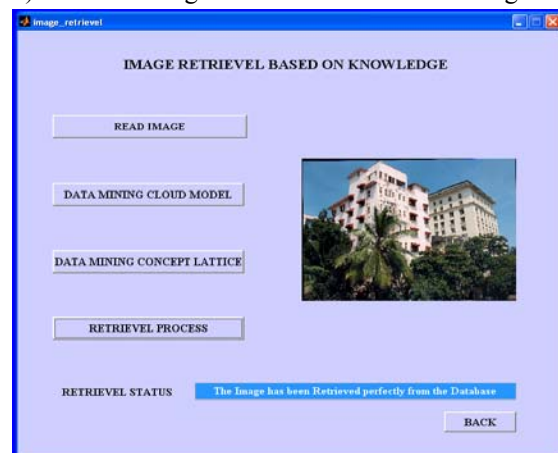 image_retrievel
IMAGE RETRIEVEL BASED ON KNOWLEDGE
READ IMAGE
DATA MINING CLOUD MODEL
DATA MINING CONCEPT LATTICE
RETRIEVEL PROCESS
RETRIEVEL STATUS The Image has been Retrieved perfectly from the Database
BACK